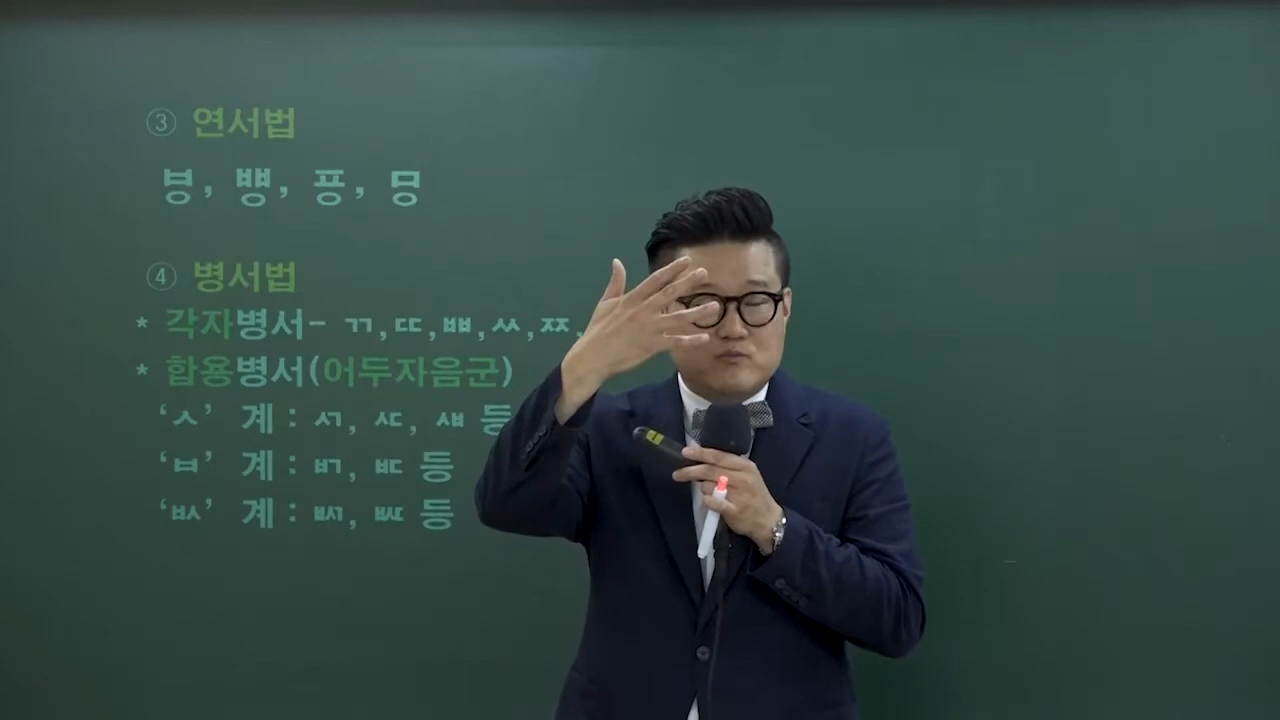 ③ 연서법
ㅸ, ㅹ, ㆄ, ㅱ
④ 병서법
* 각자병서- ㄲ,ㄸ,ㅃ,ㅆ,ㅉ,
* 합용병서(어두자음군)
‘ㅅ’ 계 : ㅺ, ㅼ, ㅽ 등
‘ㅂ’ 계 : ㅲ, ㅳ 등
‘ㅄ’ 계 : ㅴ, ㅵ 등